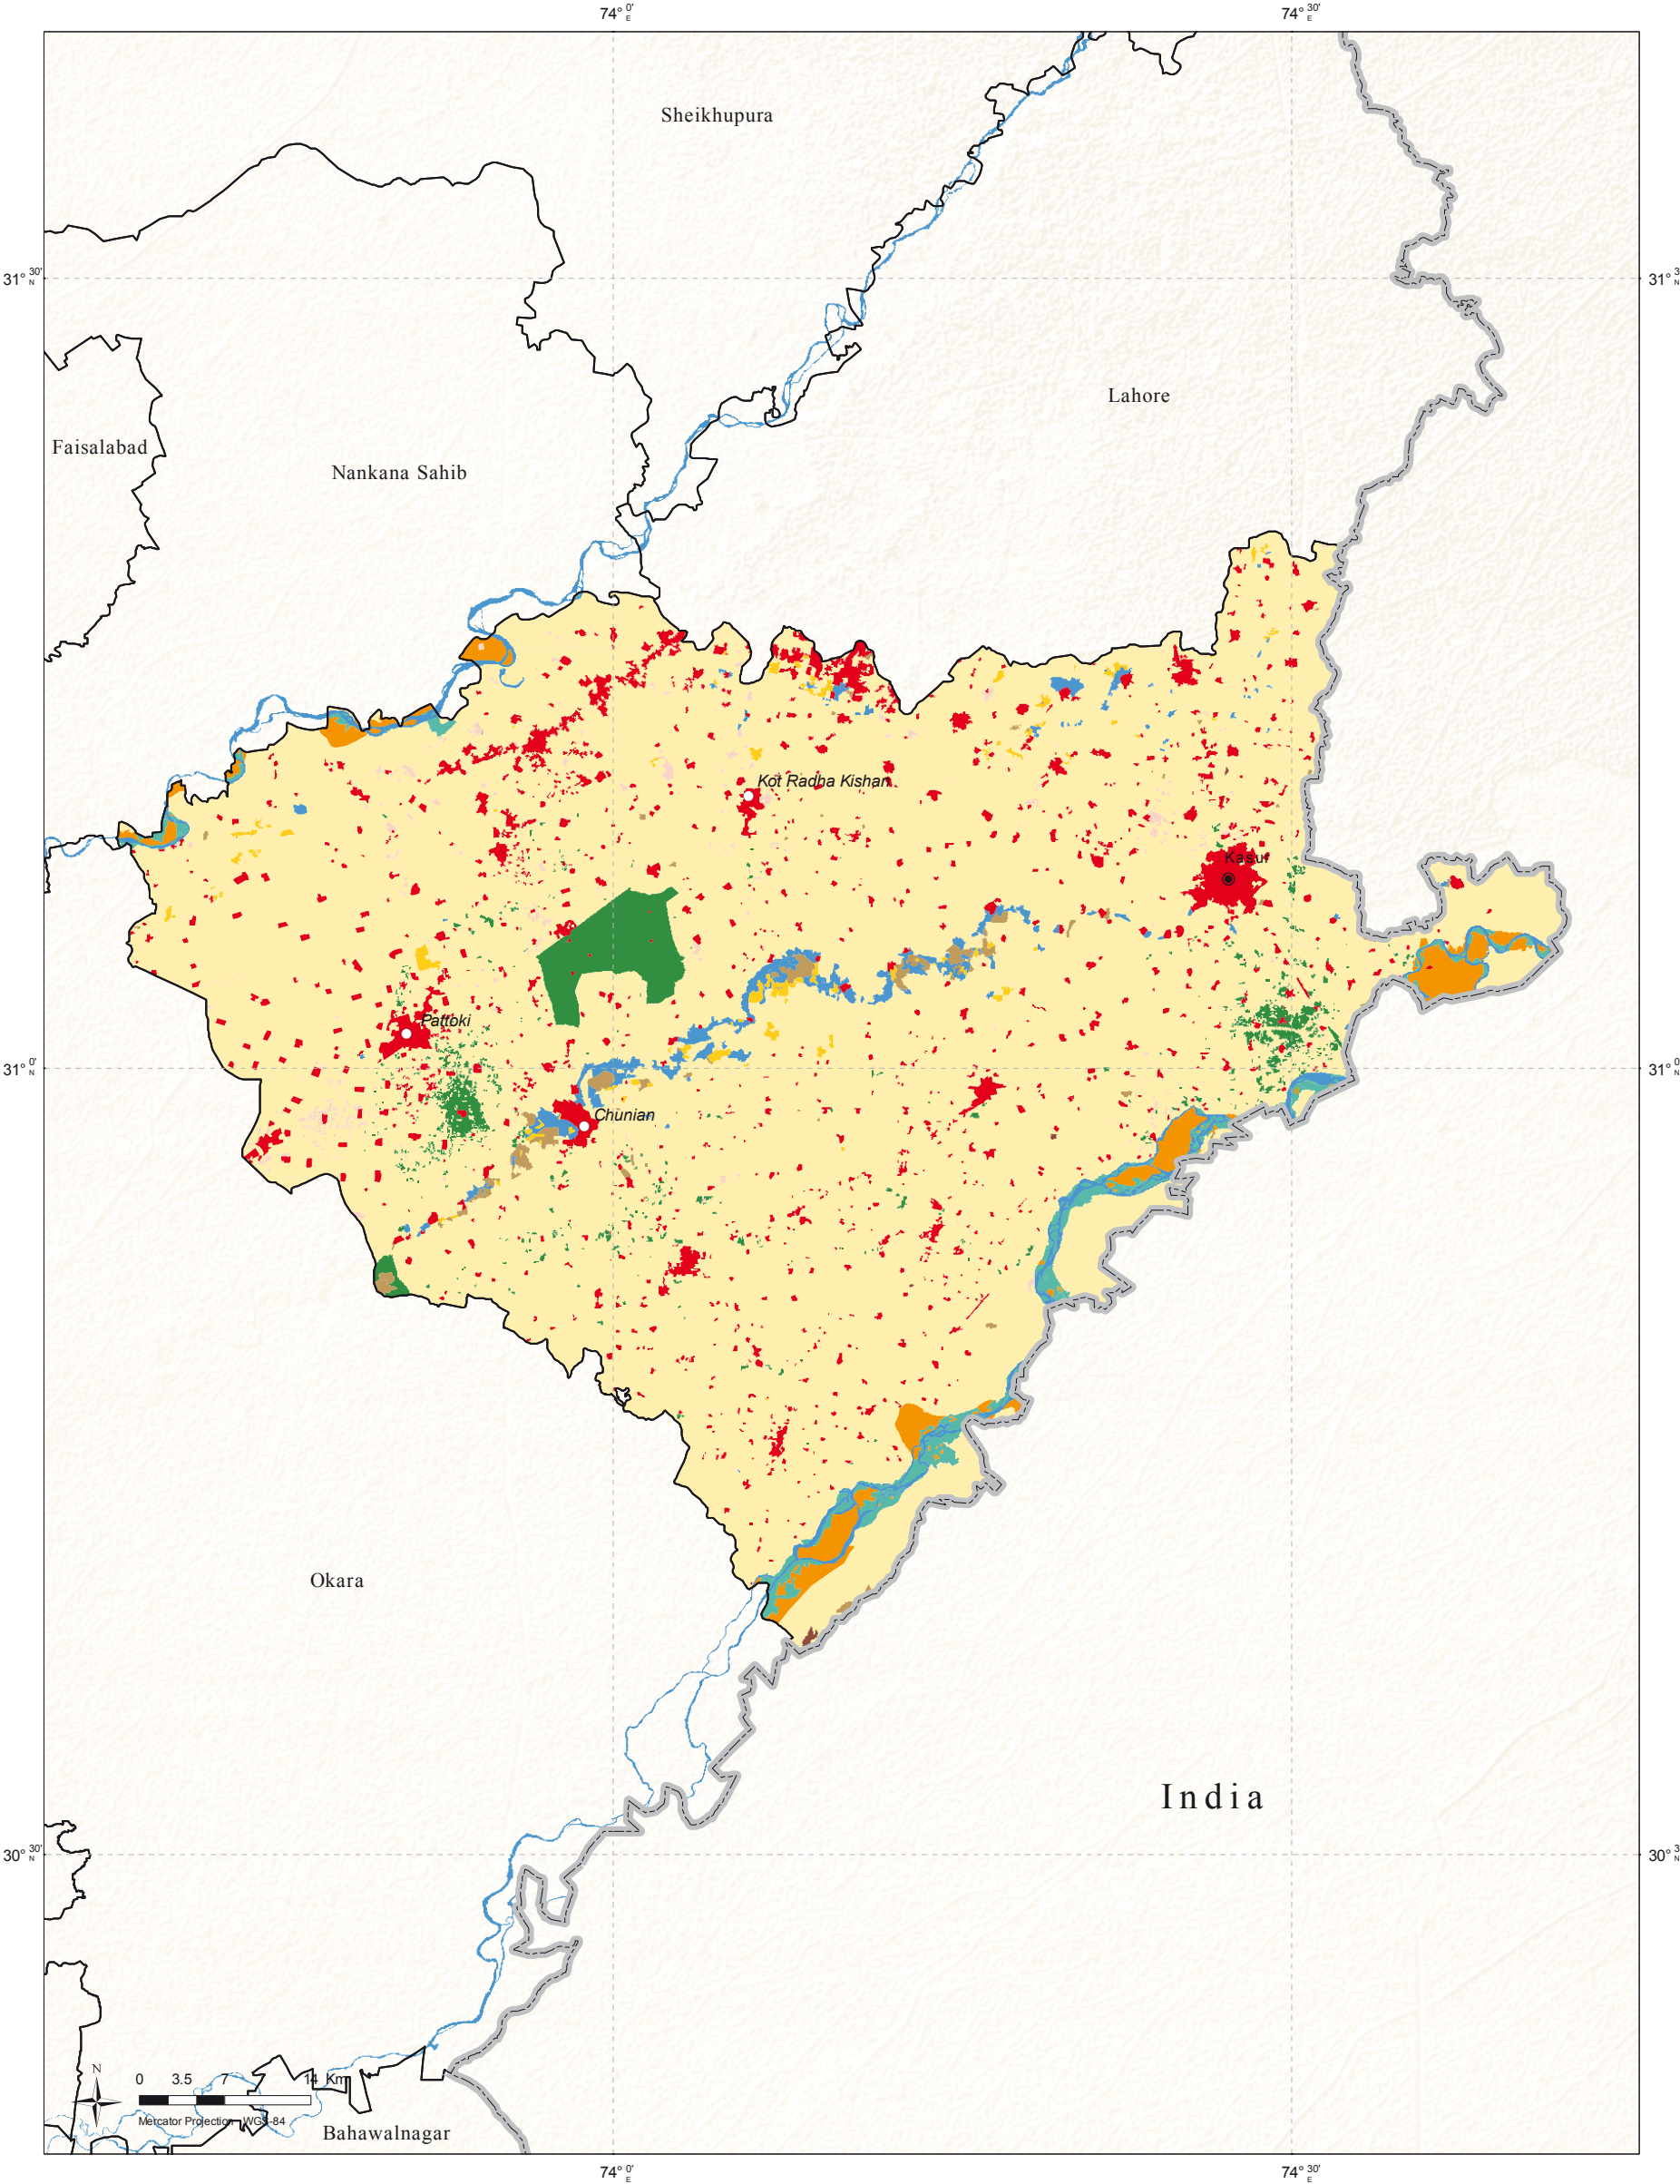 74° 0' E
74° 30' E
Sheikhupura
31° 30' N
31° 3
Lahore
Faisalabad
Nankana Sahib
Kot Radha Kishan
Kasur
Pattoki
31° 0' N
31° 0 N
Chunian
Okara
India
30° 30' N
30° 3 N
N
0 3.5 7 14 Km
Mercator Projection WGS-84
Bahawalnagar
74° 0' E
74° 30' E